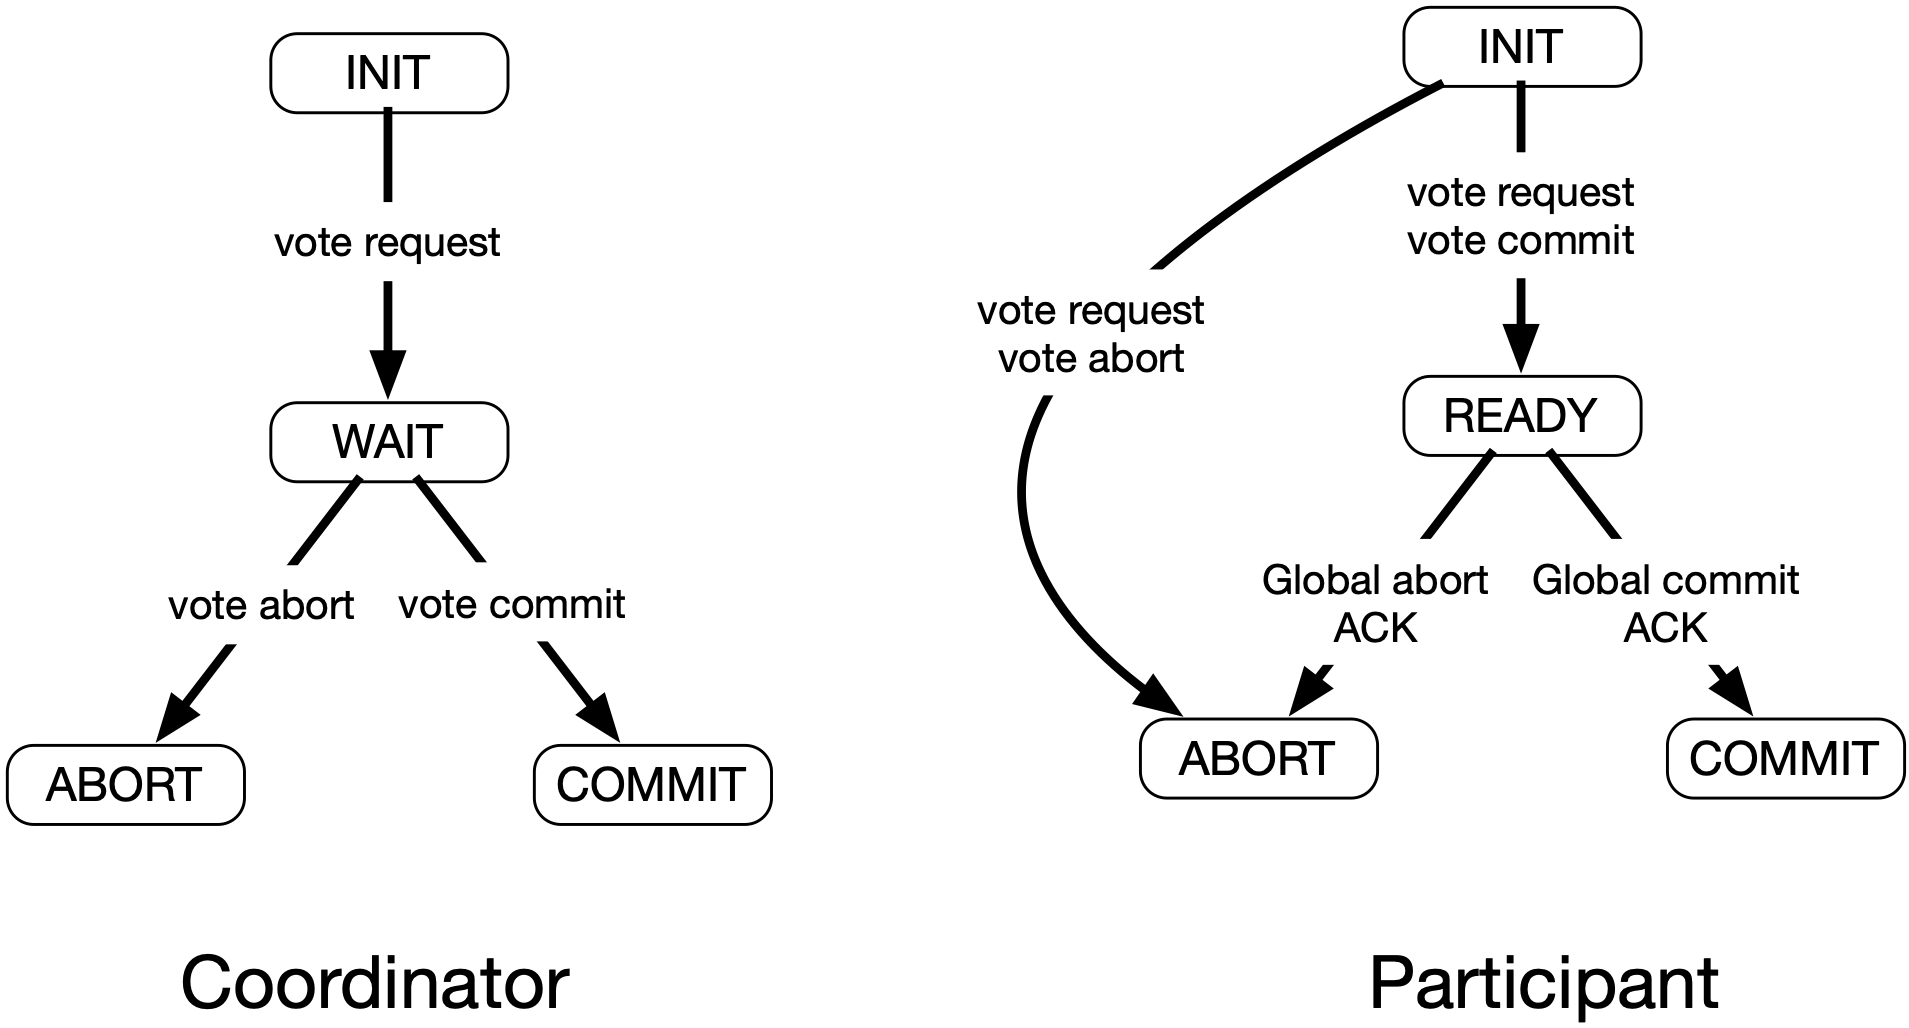 INIT
vote request
WAIT
vote abort
vote commit
ABORT
COMMIT
Coordinator
INIT
vote request
vote commit
vote request
vote abort
READY
Global abort
ACK
Global commit
ACK
ABORT
COMMIT
Participant